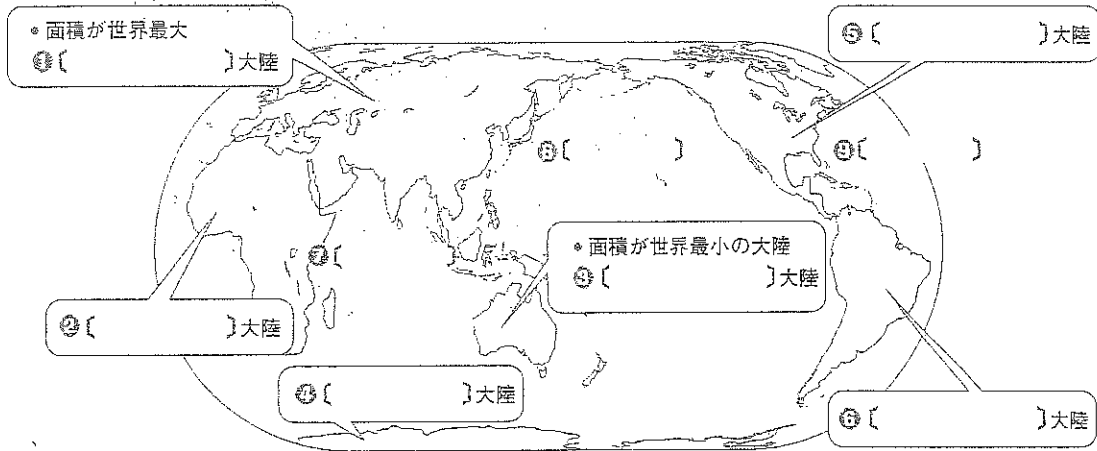 • 面積が世界最大
❶〔　　　　　〕大陸
❺〔　　　　　〕大陸
❽〔　　　　　〕
❾〔　　　　　〕
❼〔　　　　　〕
• 面積が世界最小の大陸
❸〔　　　　　〕大陸
❷〔　　　　　〕大陸
❹〔　　　　　〕大陸
❻〔　　　　　〕大陸